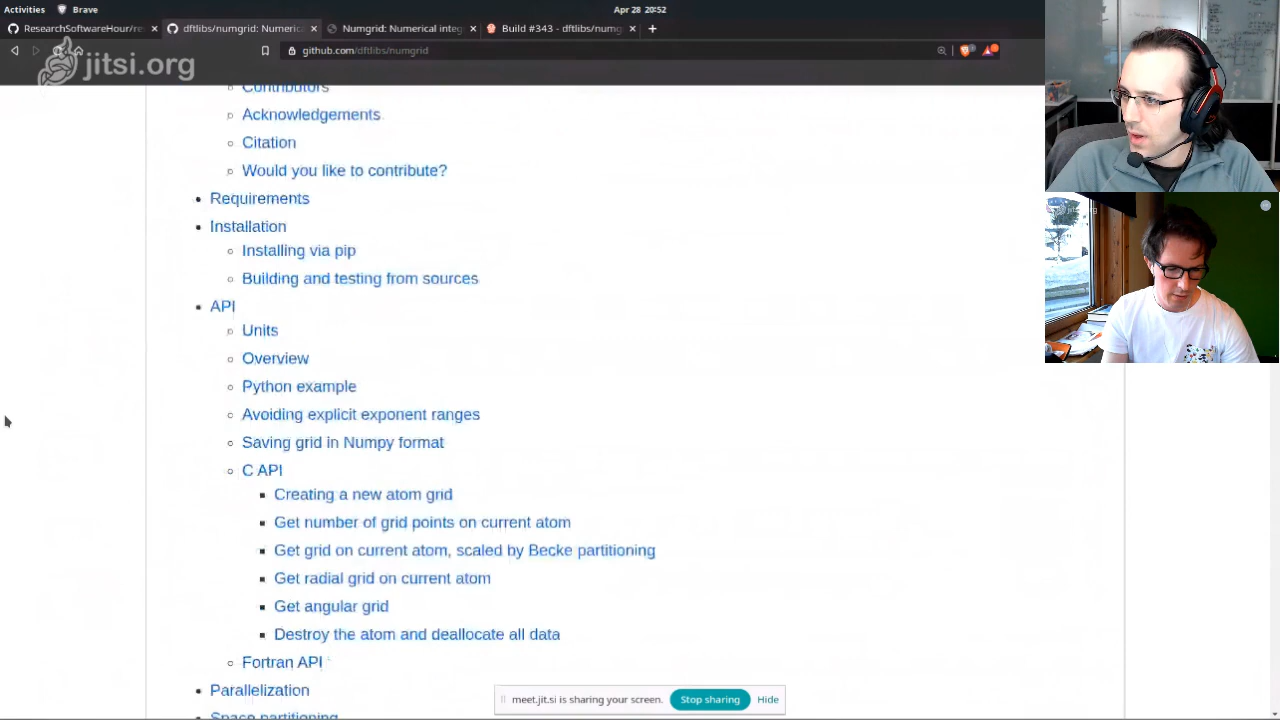 Activities
Brave
Apr 28 20:52
ResearchSoftwareHour/re
dftlibs/numgrid: Numerica
Numgrid: Numerical integ
Build #343 - dftlibs/numg
github.com/dftlibs/numgrid
jitsi.org
Contributors
Acknowledgements
Citation
Would you like to contribute?
Requirements
Installation
Installing via pip
Building and testing from sources
API
Units
Overview
Python example
Avoiding explicit exponent ranges
Saving grid in Numpy format
C API
Creating a new atom grid
Get number of grid points on current atom
Get grid on current atom, scaled by Becke partitioning
Get radial grid on current atom
Get angular grid
Destroy the atom and deallocate all data
Fortran API
Parallelization
Space partitioning
meet.jit.si is sharing your screen.
Stop sharing
Hide